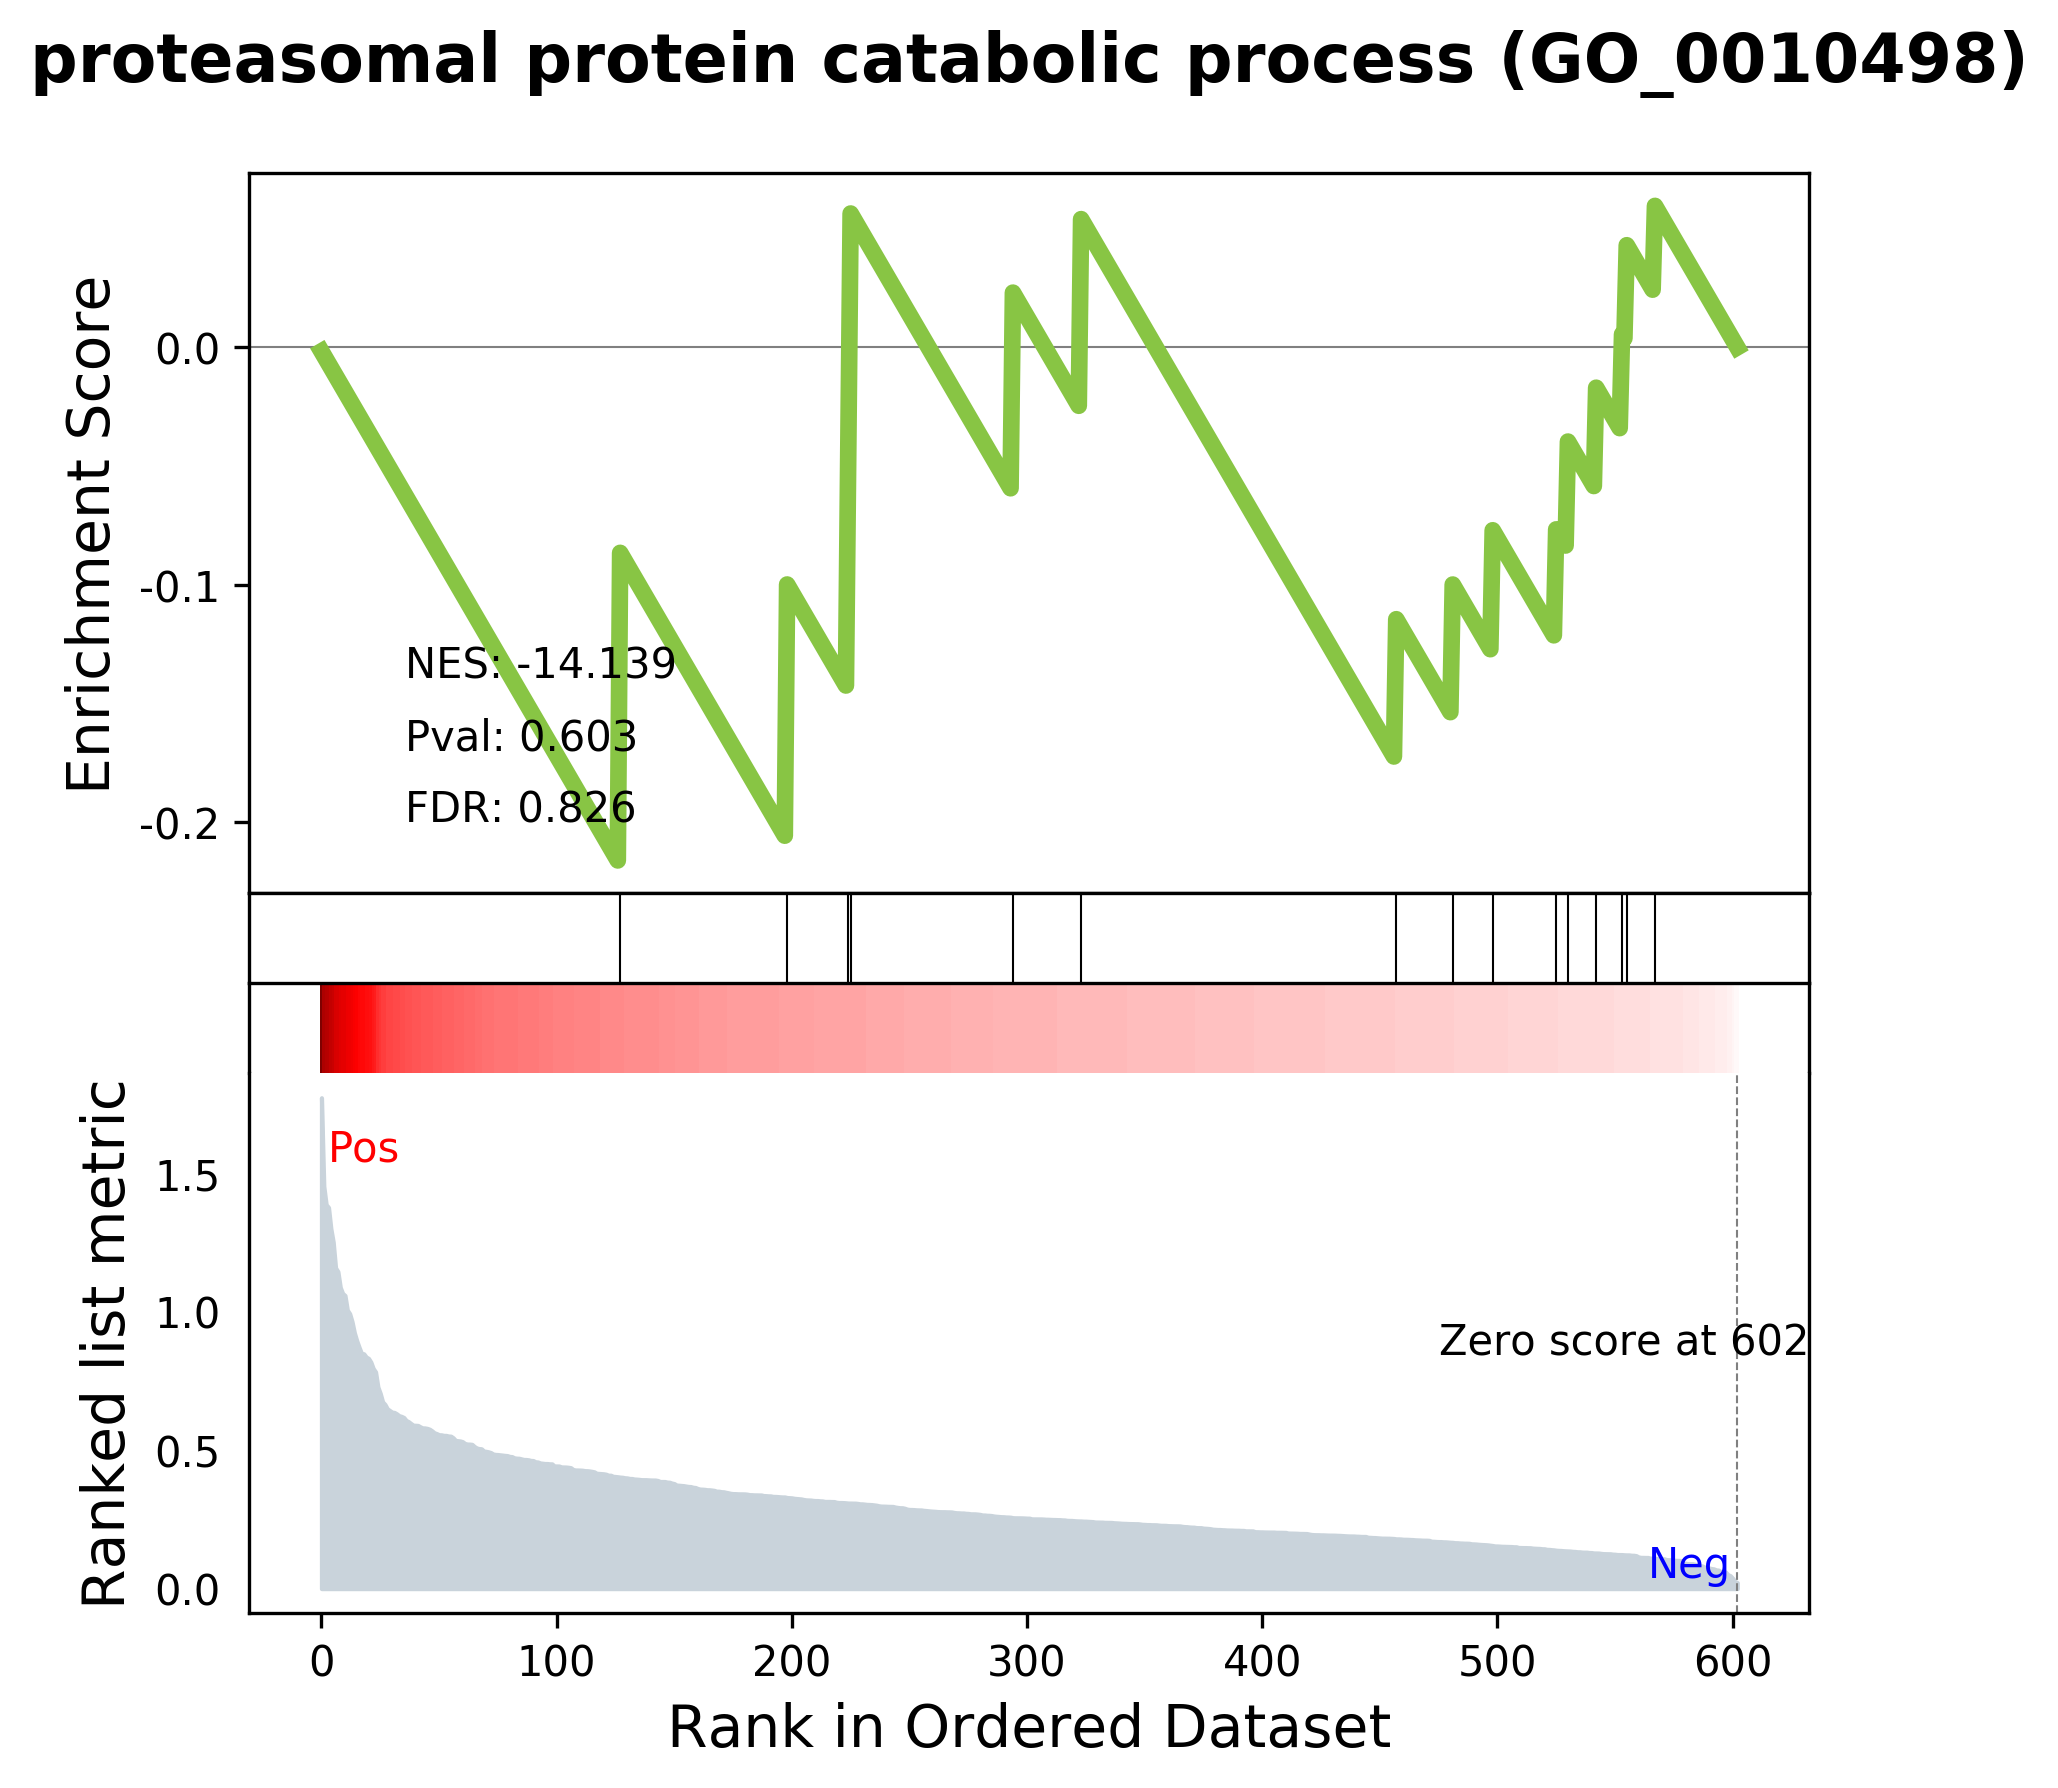 proteasomal protein catabolic process (GO_0010498)
Enrichment Score
0.0
-0.1
-0.2
NES: -14.139
Pval: 0.603
FDR: 0.826
Ranked list metric
Pos
1.5
1.0
0.5
0.0
Zero score at 602
Neg
0 100 200 300 400 500 600
Rank in Ordered Dataset